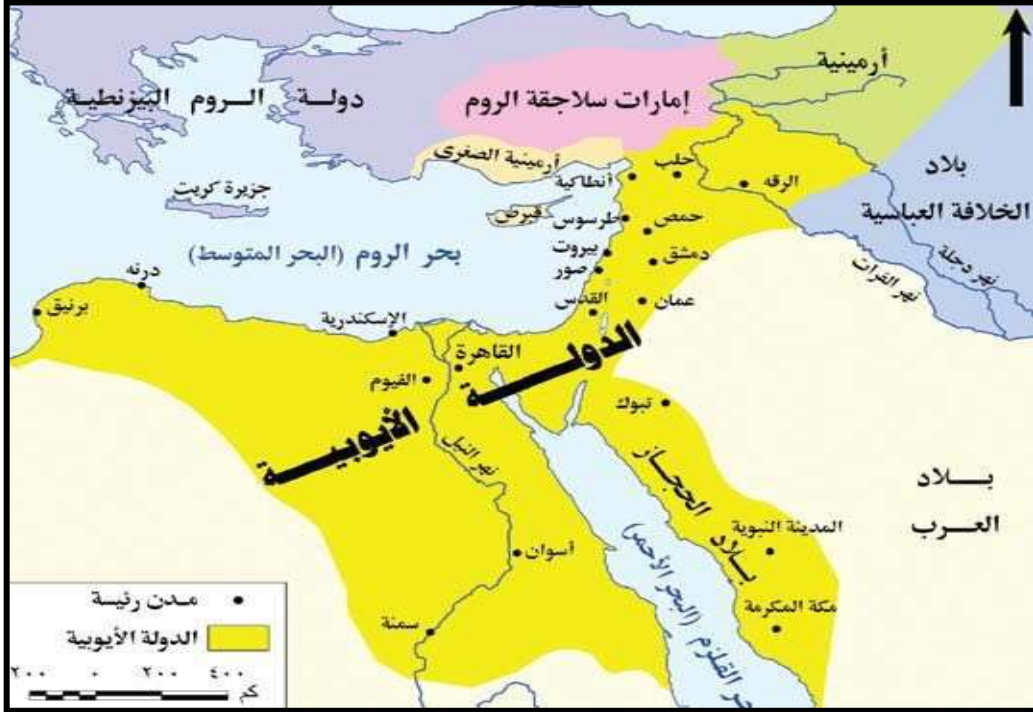 أرمينية
إمارات سلاجقة الروم
دولة الروم البيزنطية
أرمينية الصغرى
حلب
أنطاكية
الرقه
بلاد
الخلافة العباسية
جزيرة كريت
قبرص
طرسوس
حمص
بحر الروم (البحر المتوسط)
بيروت
دمشق
صور
نهر دجلة
نهر الفرات
درنه
القدس
عمان
برنيق
الإسكندرية
القاهرة
الفيوم
الدولة
الأيوبية
تبوك
نهر النيل
بلاد الحجاز
المدينة النبوية
بلاد
العرب
أسوان
مكة المكرمة
سمنة
حر القلزم (البحر الأحمر)
مدن رئيسة
الدولة الأيوبية
٢٠٠ ٠ ٢٠٠ ٤٠٠
كم